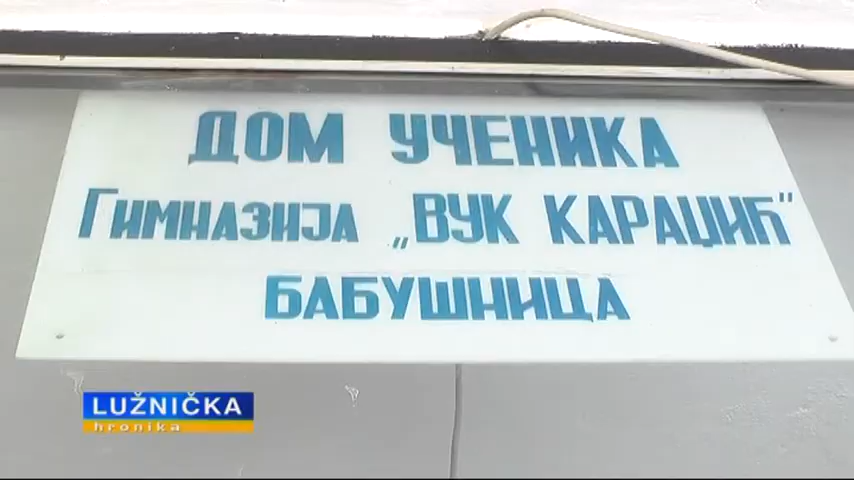 ДОМ УЧЕНИКА
Гимназија „ВУК КАРАЏИЋ"
БАБУШНИЦА
LUŽNIČKA
hronika